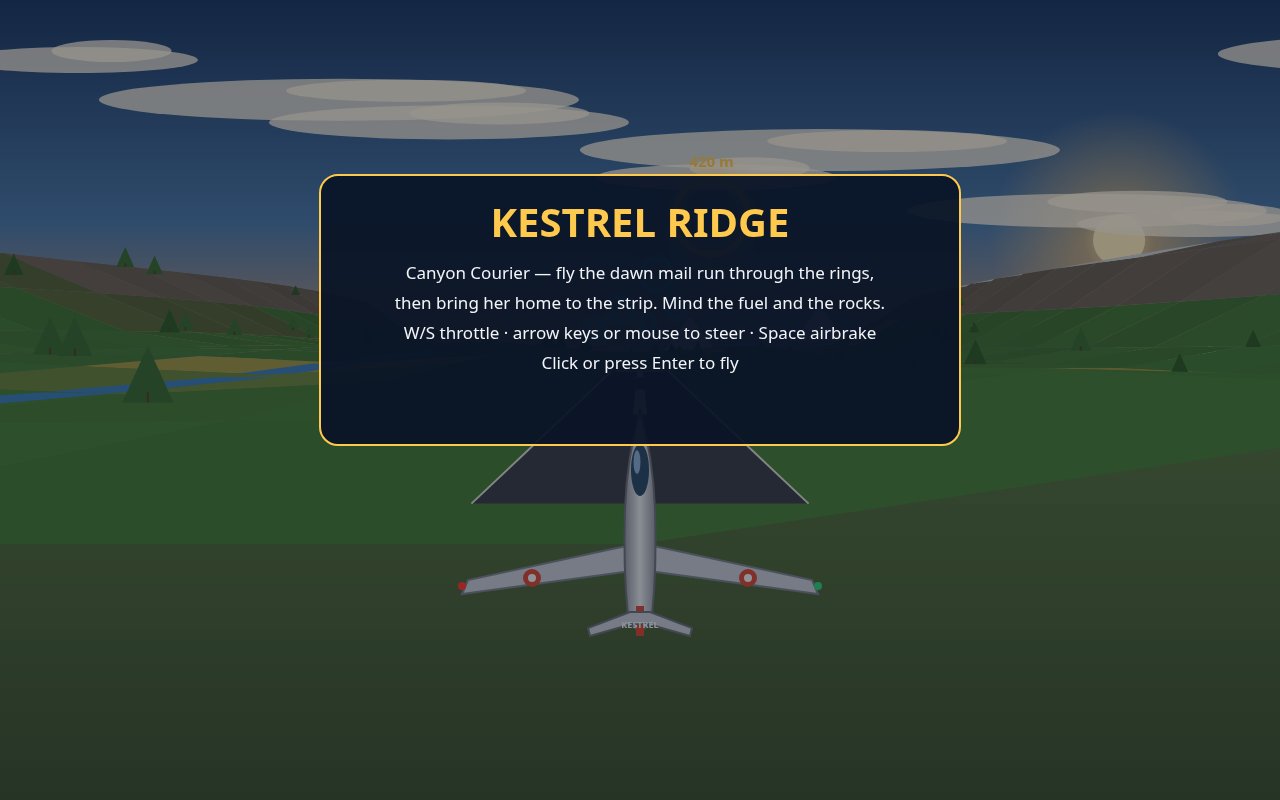 420 m
KESTREL RIDGE
Canyon Courier — fly the dawn mail run through the rings,
then bring her home to the strip. Mind the fuel and the rocks.
W/S throttle · arrow keys or mouse to steer · Space airbrake
Click or press Enter to fly
KESTREL